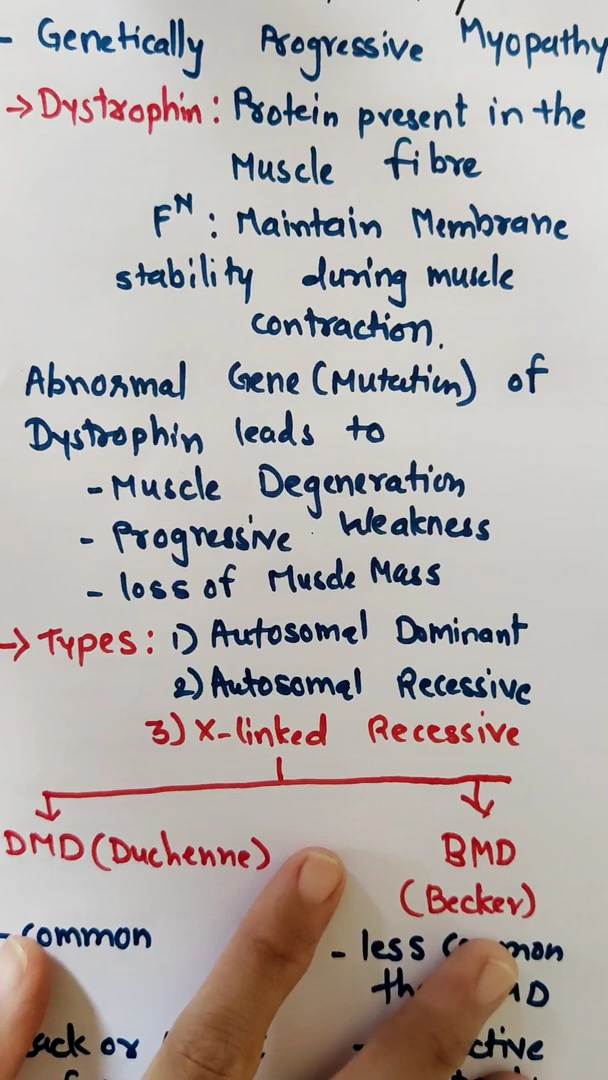 - Genetically Progressive Myopathy
→ Dystrophin: Protein present in the
Muscle fibre
Fᴺ: Maintain Membrane
stability during muscle
contraction.
Abnormal Gene (Mutation) of
Dystrophin leads to
- Muscle Degeneration
- Progressive Weakness
- loss of Muscle Mass
→ Types: 1) Autosomal Dominant
2) Autosomal Recessive
3) X-linked Recessive
DMD (Duchenne)
BMD
(Becker)
- common
- less common